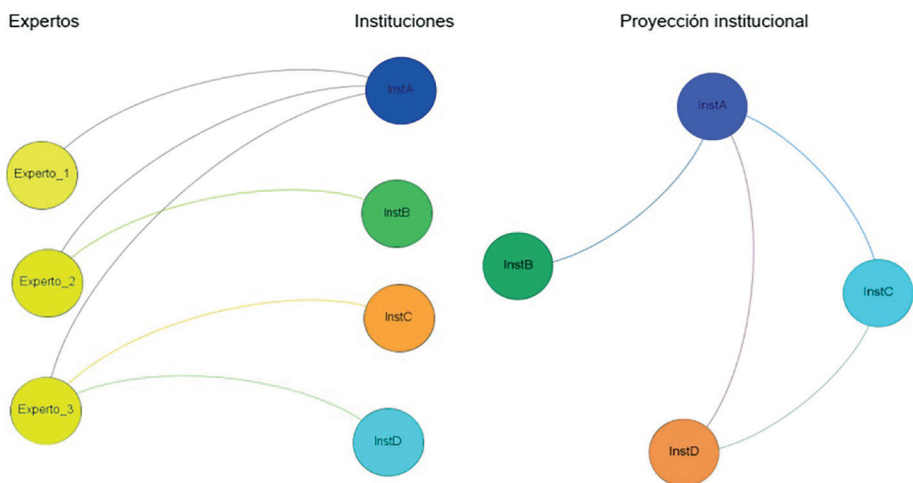 Expertos
Instituciones
Proyección institucional
InstA
Experto_1
InstB
Experto_2
InstC
Experto_3
InstD
InstA
InstB
InstC
InstD